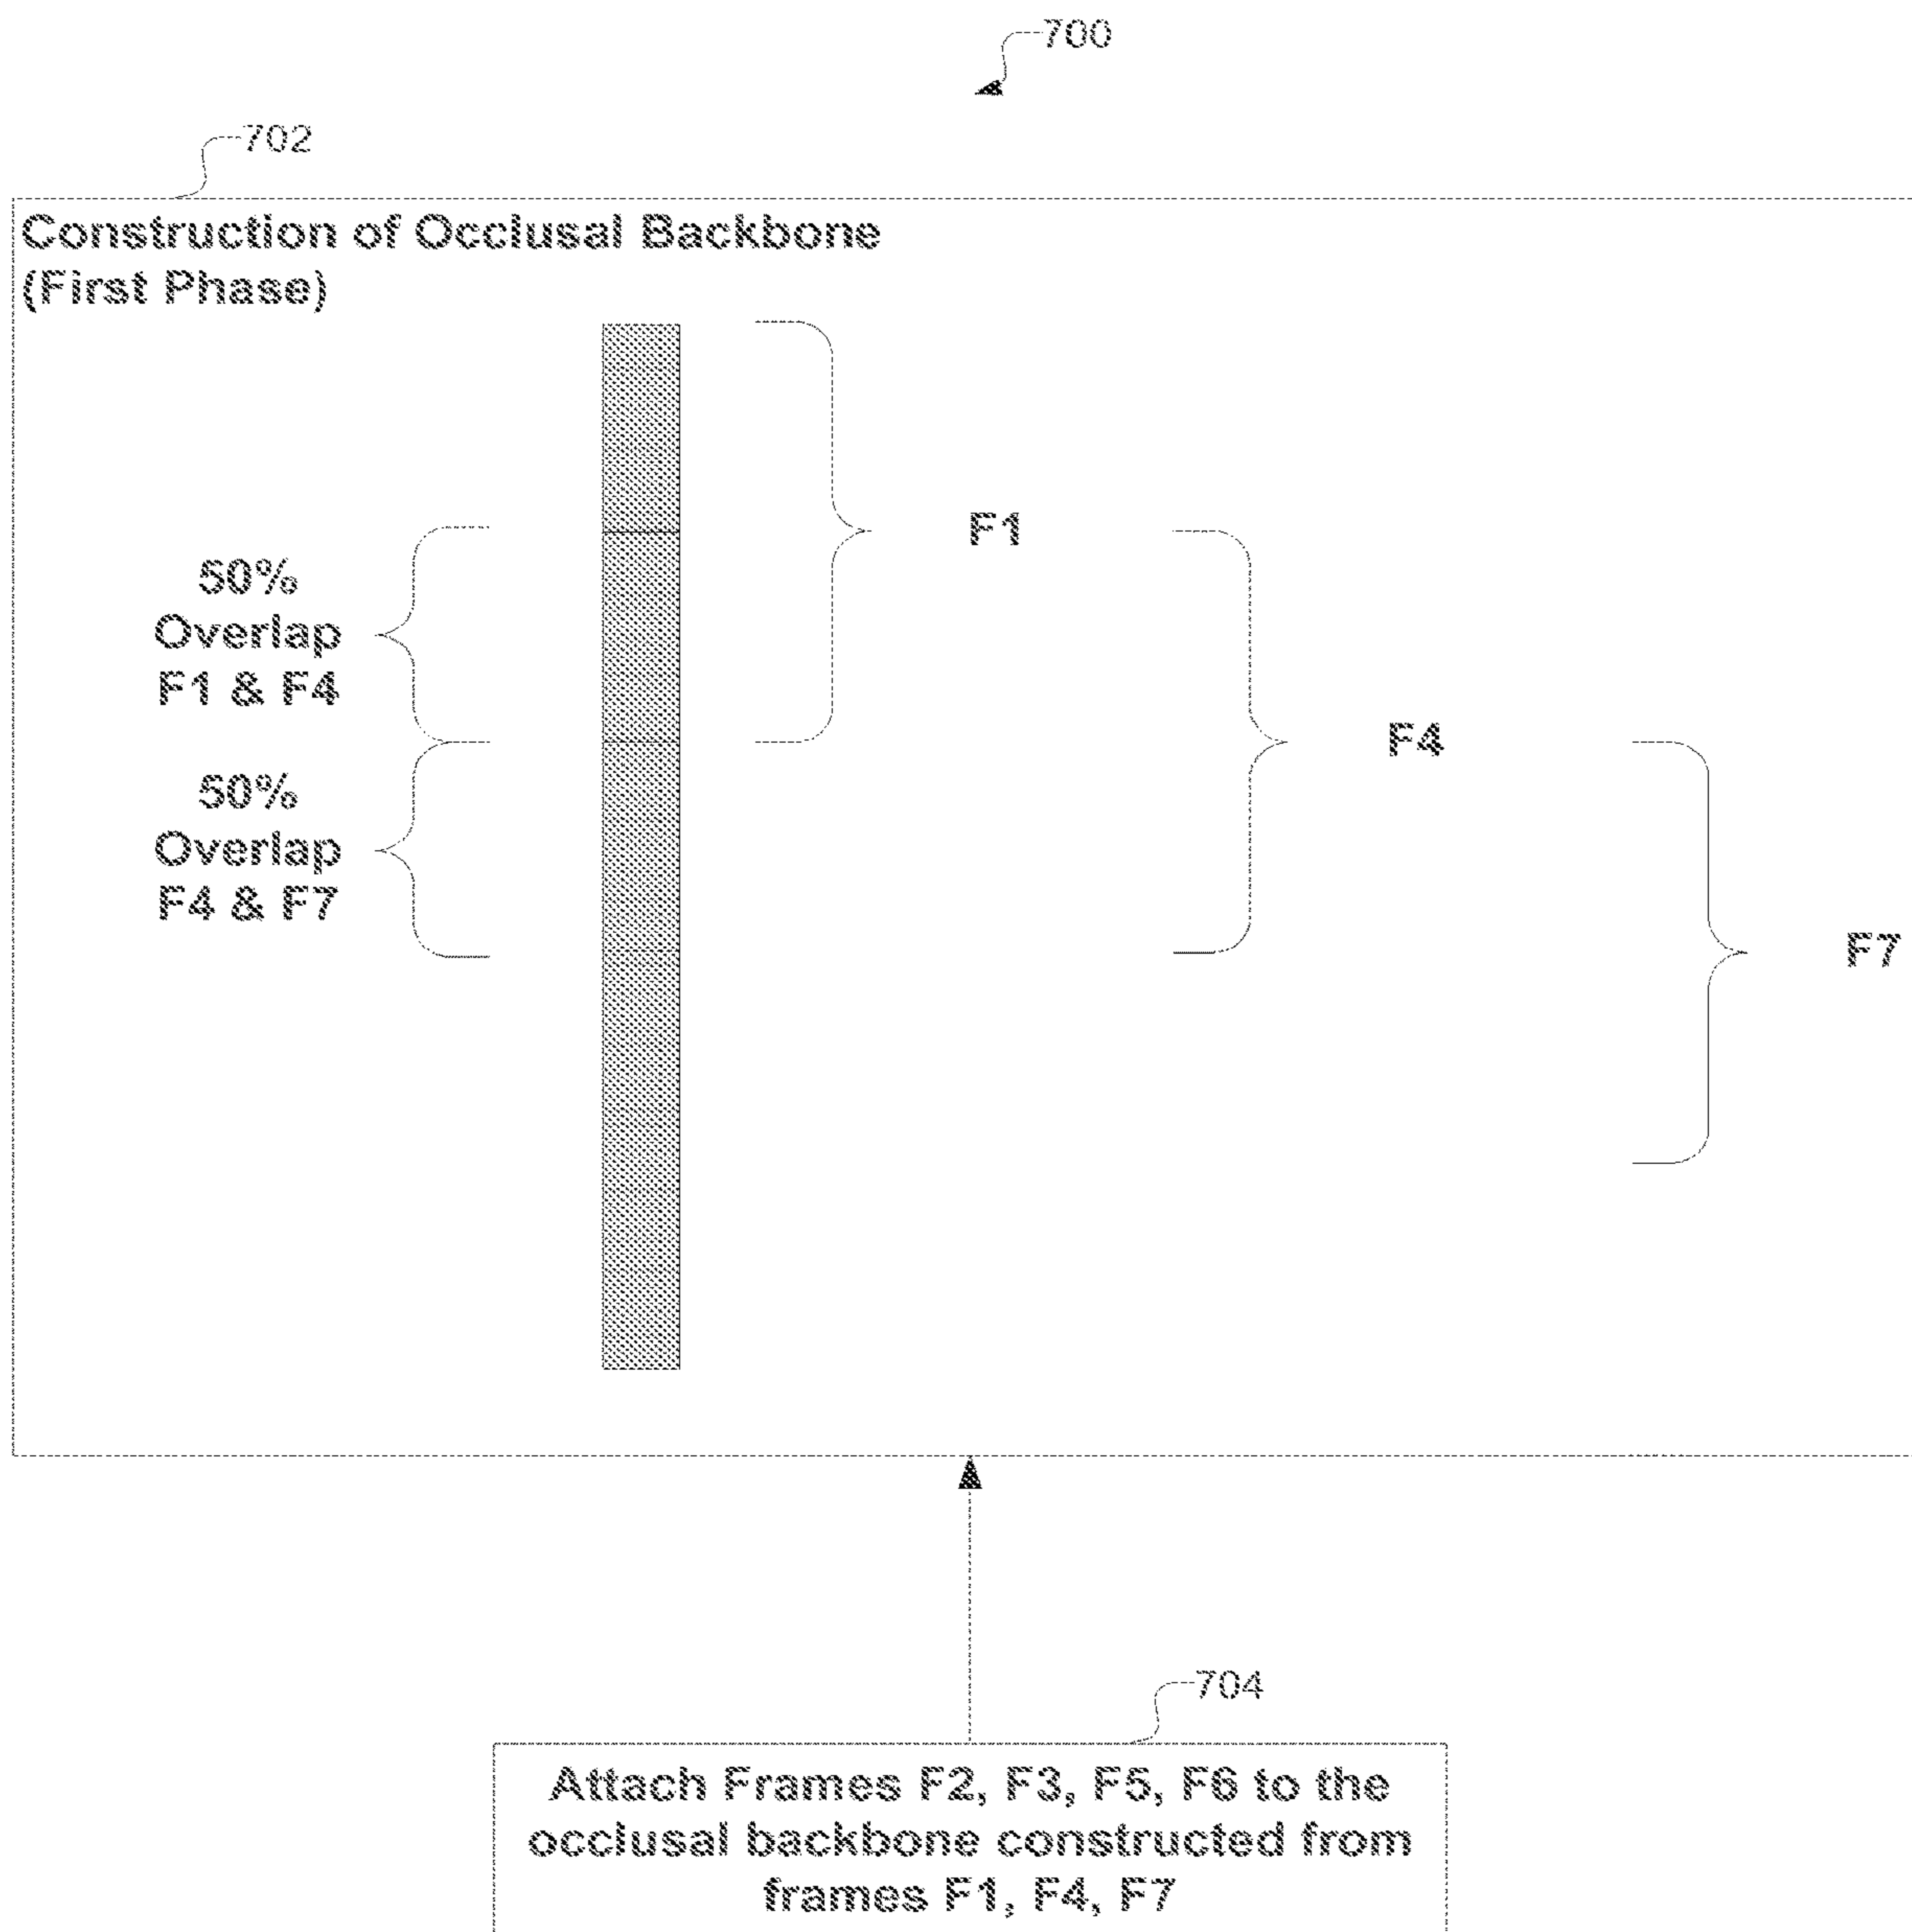 700
702
Construction of Occlusal Backbone
(First Phase)
F1
50%
Overlap
F1 & F4
F4
50%
Overlap
F4 & F7
F7
704
Attach Frames F2, F3, F5, F6 to the
occlusal backbone constructed from
frames F1, F4, F7